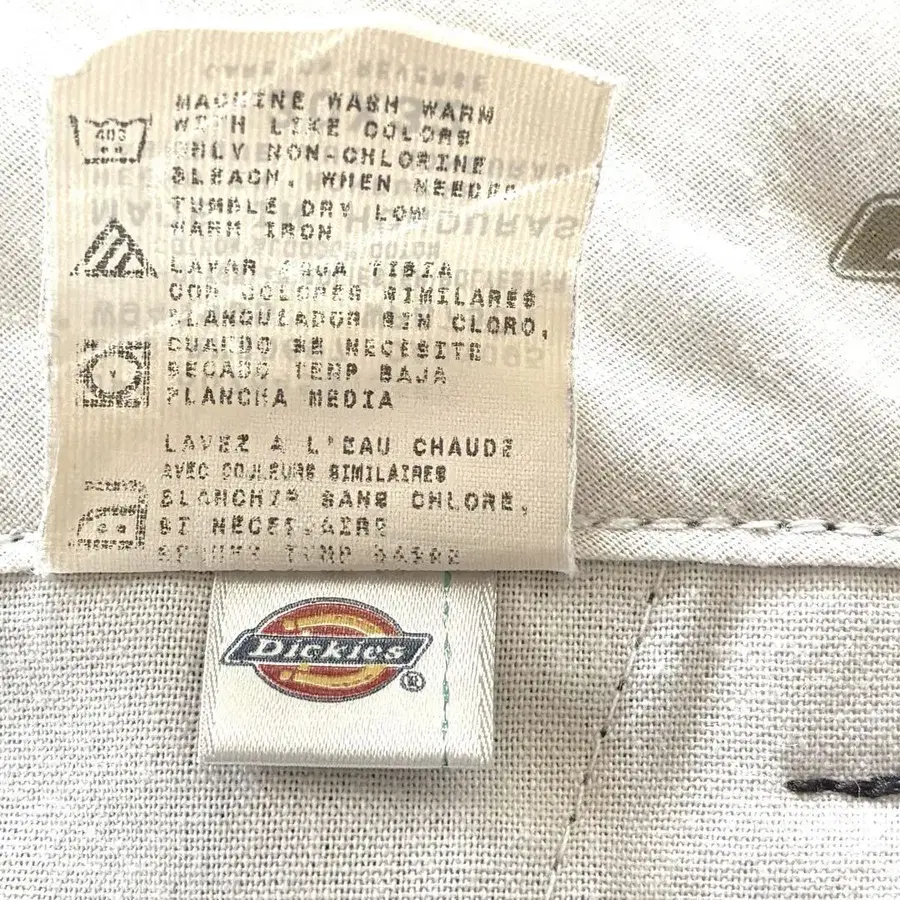 MACHINE WASH WARM
WITH LIKE COLORS
ONLY NON-CHLORINE
BLEACH, WHEN NEEDED
TUMBLE DRY LOW
WARM IRON
LAVAR AGUA TIBIA
CON COLORES SIMILARES
BLANQUEADOR SIN CLORO,
CUANDO SE NECESITE
SECADO TEMP BAJA
PLANCHA MEDIA
LAVEZ A L'EAU CHAUDE
AVEC COULEURS SIMILAIRES
SANS CHLORE,
SI NECESSAIRE
TEMP
Dickies®